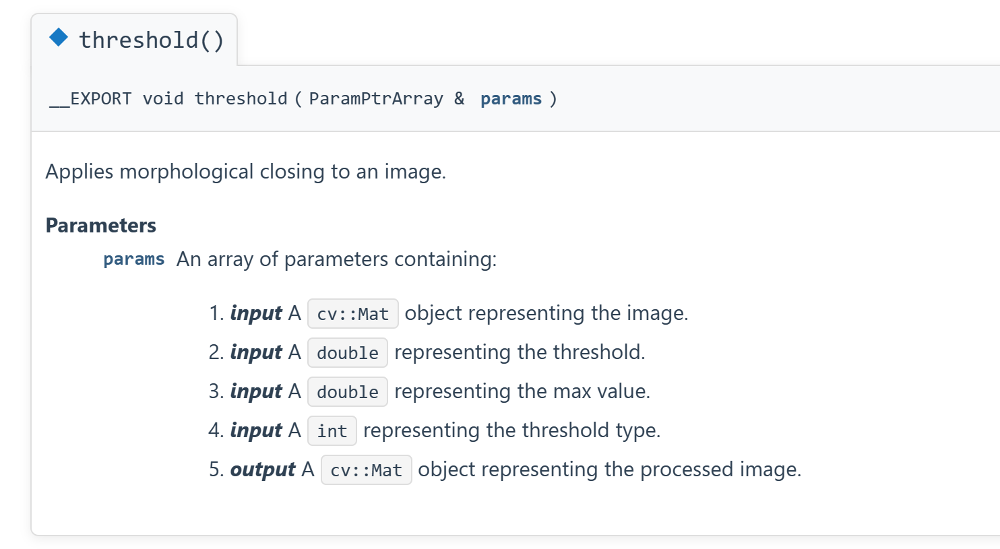 threshold()
__EXPORT void threshold ( ParamPtrArray & params )
Applies morphological closing to an image.
Parameters
params An array of parameters containing:
1. input A cv::Mat object representing the image.
2. input A double representing the threshold.
3. input A double representing the max value.
4. input A int representing the threshold type.
5. output A cv::Mat object representing the processed image.